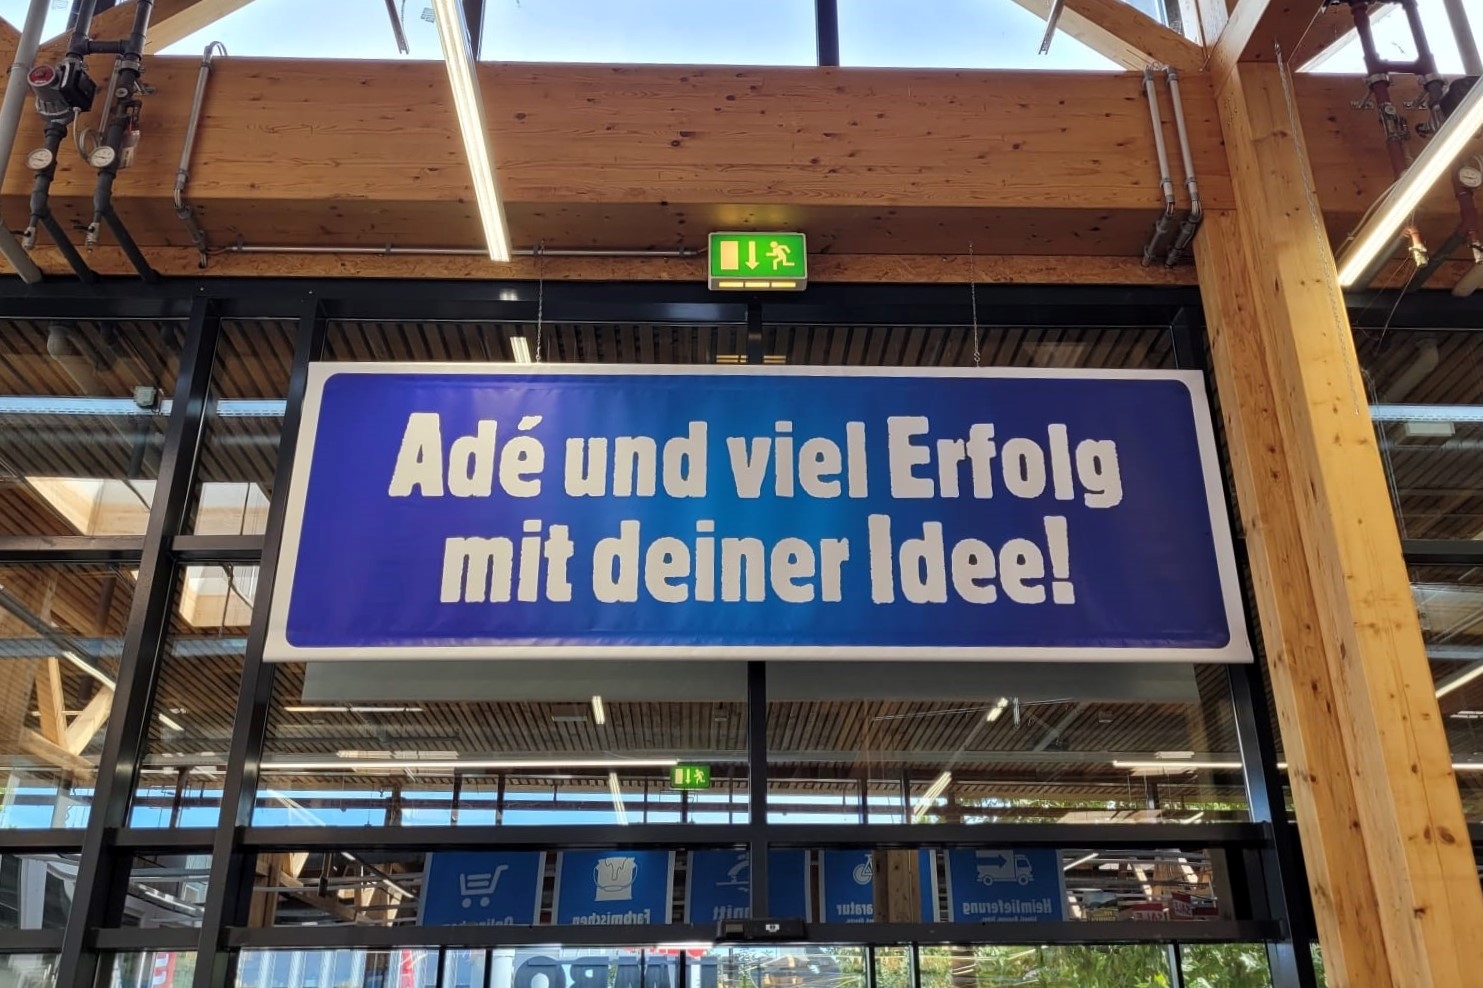 Adé und viel Erfolg
mit deiner Idee!
Farbmischen
Heimlieferung